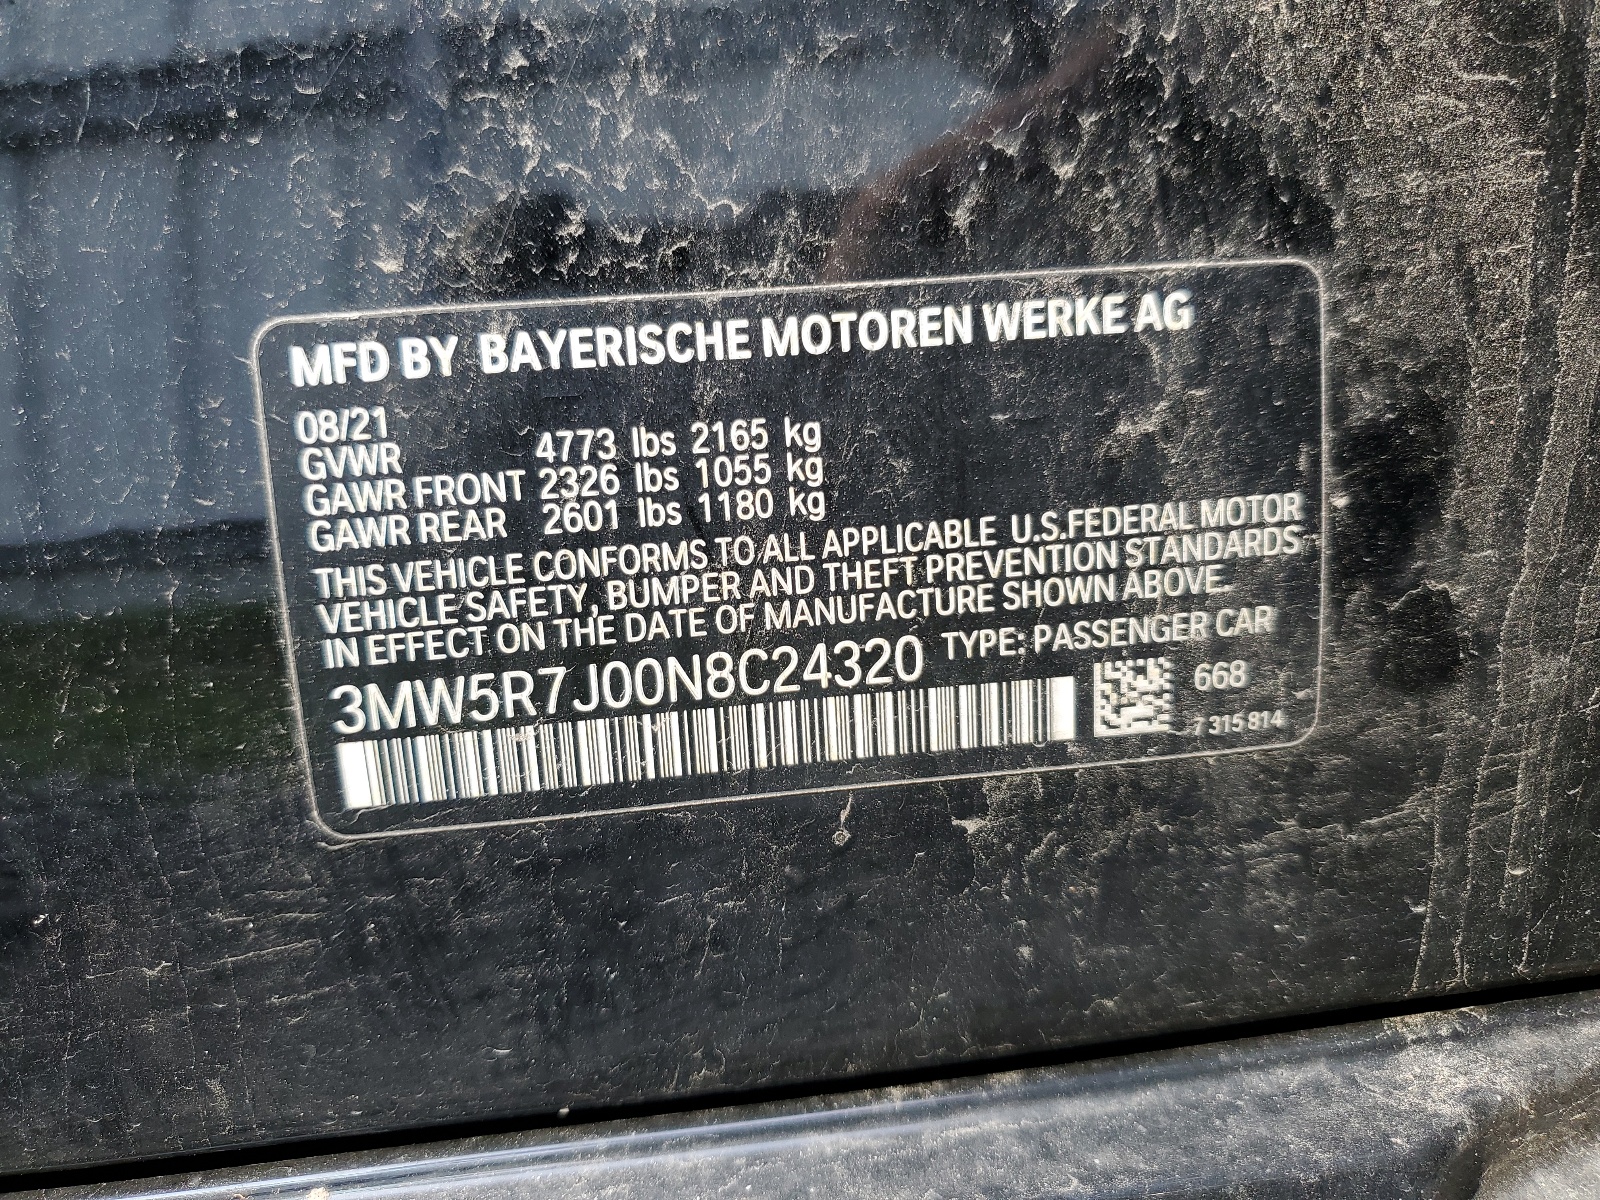 MFD BY BAYERISCHE MOTOREN WERKE AG
08/21
GVWR 4773 lbs 2165 kg
GAWR FRONT 2326 lbs 1055 kg
GAWR REAR 2601 lbs 1180 kg
THIS VEHICLE CONFORMS TO ALL APPLICABLE U.S.FEDERAL MOTOR
VEHICLE SAFETY, BUMPER AND THEFT PREVENTION STANDARDS
IN EFFECT ON THE DATE OF MANUFACTURE SHOWN ABOVE.
3MW5R7J00N8C24320 TYPE: PASSENGER CAR
668
7 315 814